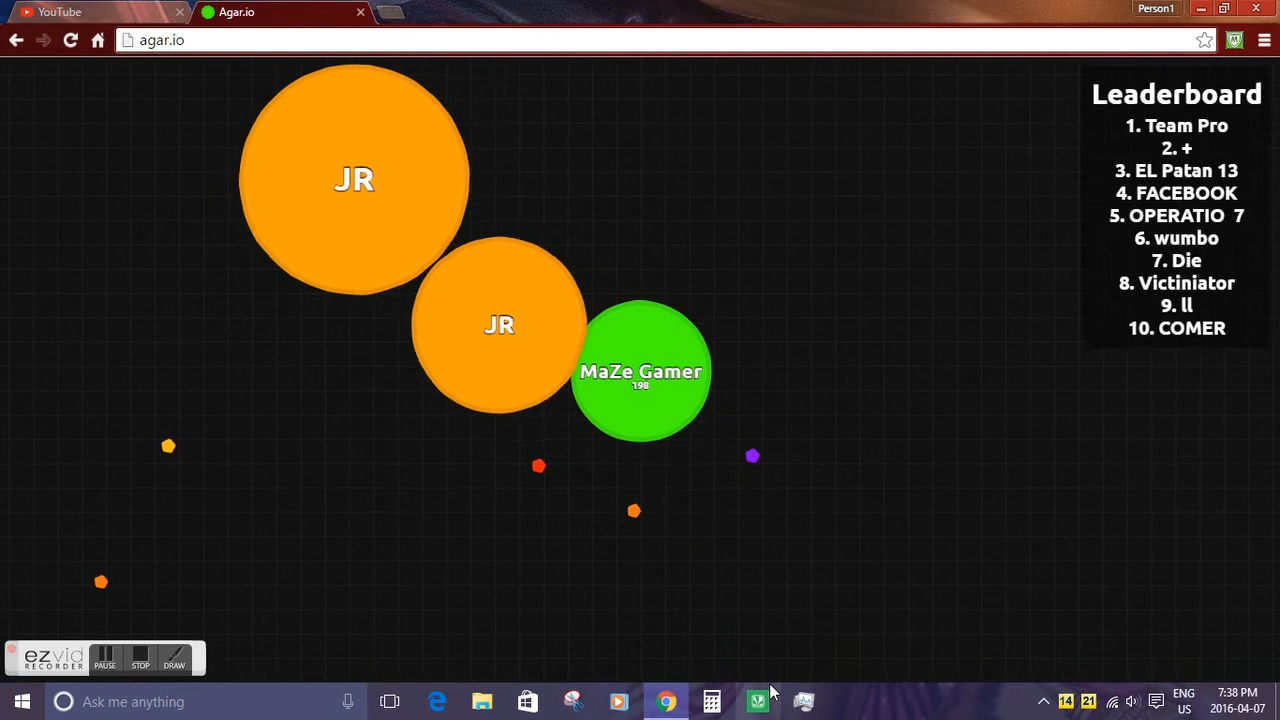 YouTube
Agar.io
Person1
agar.io
Leaderboard
1. Team Pro
2. +
3. EL Patan 13
4. FACEBOOK
5. OPERATIO 7
6. wumbo
7. Die
8. Victiniator
9. ll
10. COMER
JR
JR
MaZe Gamer
198
ezvid
RECORDER
PAUSE
STOP
DRAW
Ask me anything
14
21
ENG
US
7:38 PM
2016-04-07